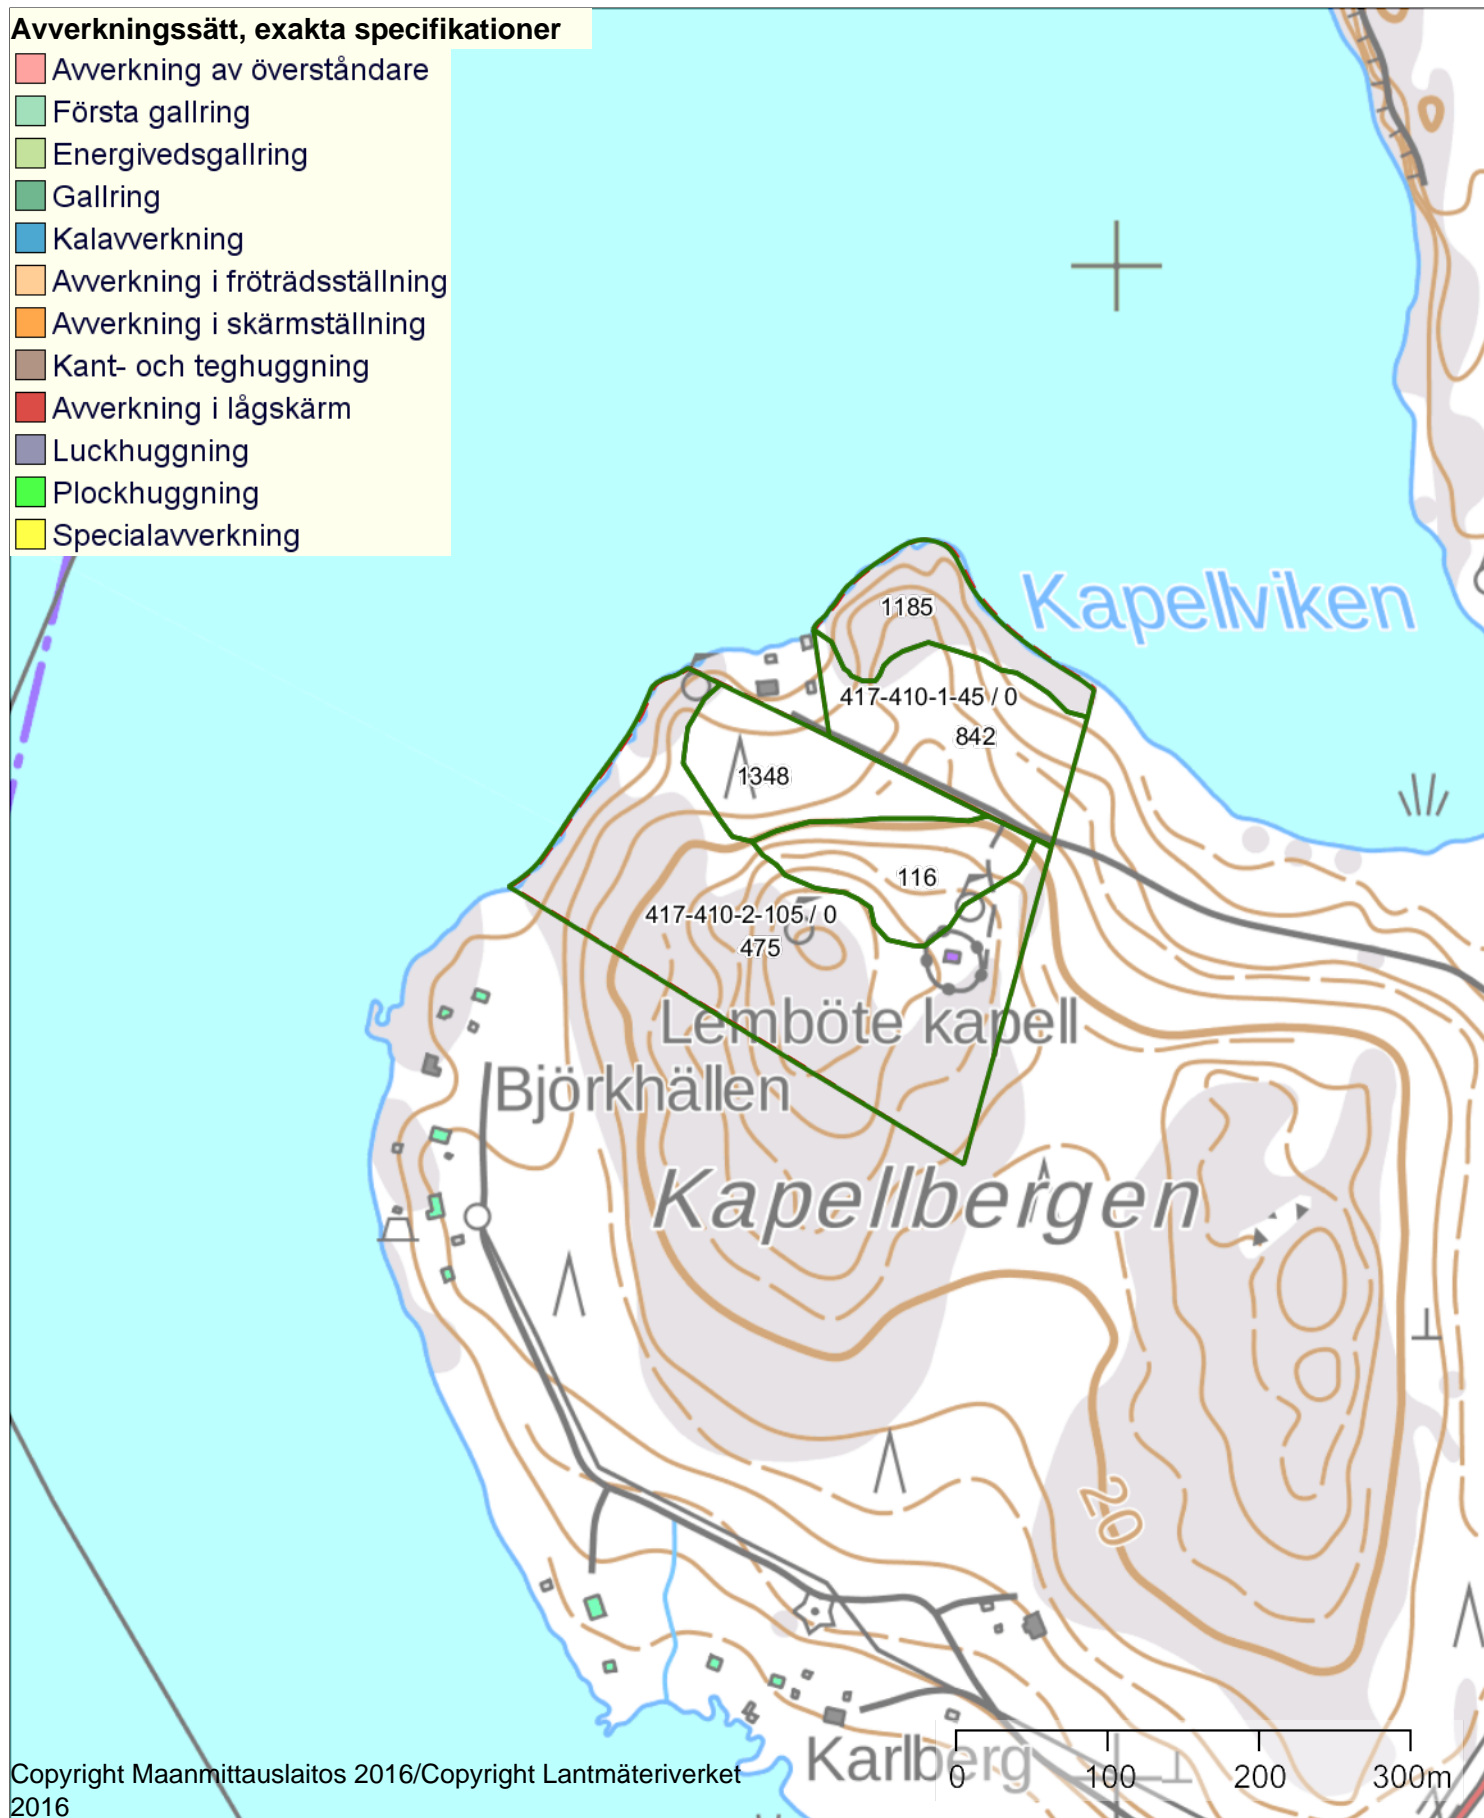 Avverkningssätt, exakta specifikationer
Avverkning av överståndare
Första gallring
Energivedsgallring
Gallring
Kalavverkning
Avverkning i fröträdsställning
Avverkning i skärmställning
Kant- och teghuggning
Avverkning i lågskärm
Luckhuggning
Plockhuggning
Specialavverkning
Kapellviken
1185
417-410-1-45 / 0
842
1348
116
417-410-2-105 / 0
475
Lemböte kapell
Björkhällen
Kapellbergen
20
Karlberg
0 100 200 300m
Copyright Maanmittauslaitos 2016/Copyright Lantmäteriverket
2016